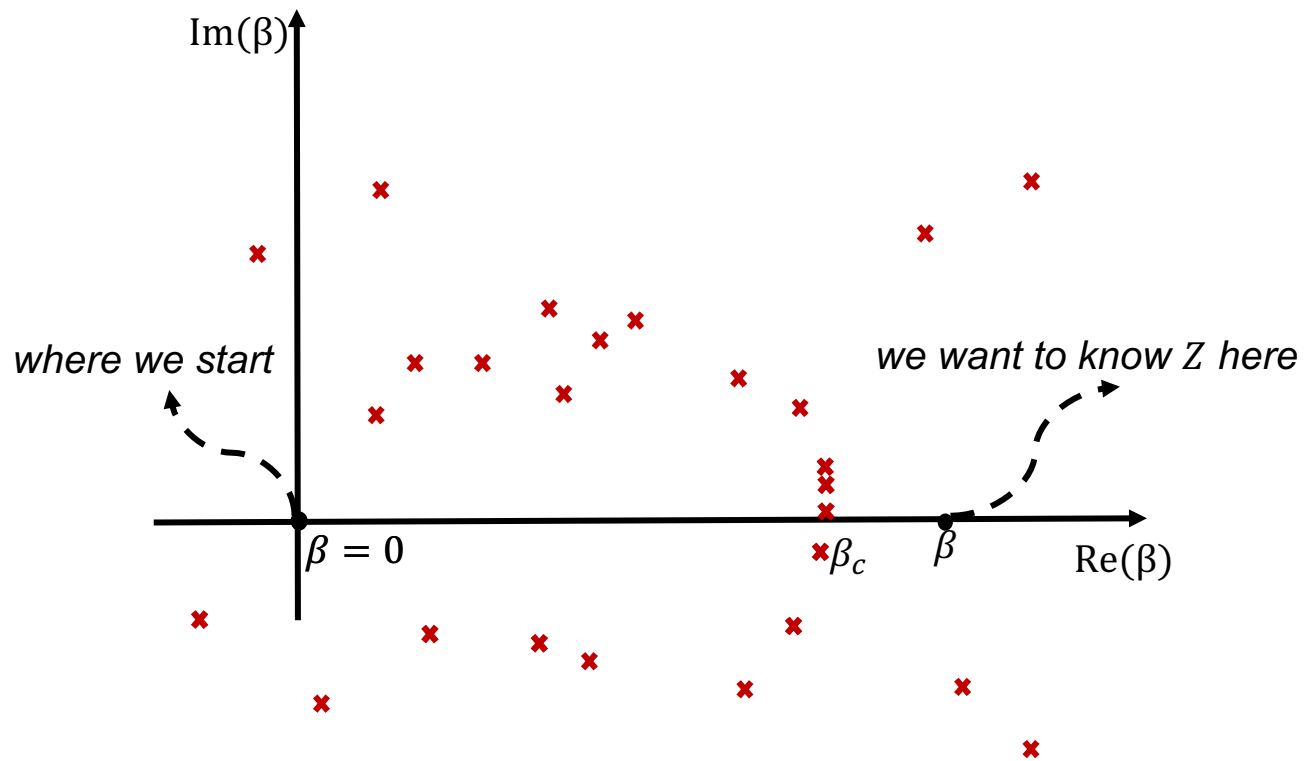 Im(β)
where we start
we want to know Z here
β = 0
β_c
β
Re(β)